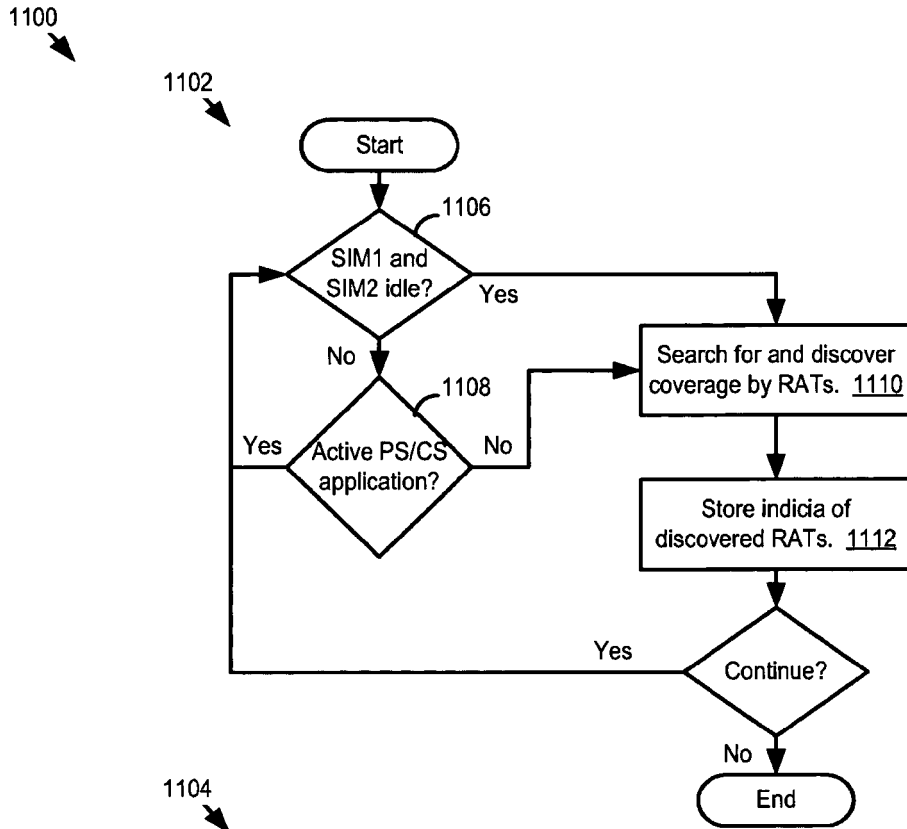 1100
1102
Start
1106
SIM1 and
SIM2 idle?
Yes
No
Search for and discover
coverage by RATs. 1110
1108
Yes
Active PS/CS
application?
No
Store indicia of
discovered RATs. 1112
Yes
Continue?
No
1104
End